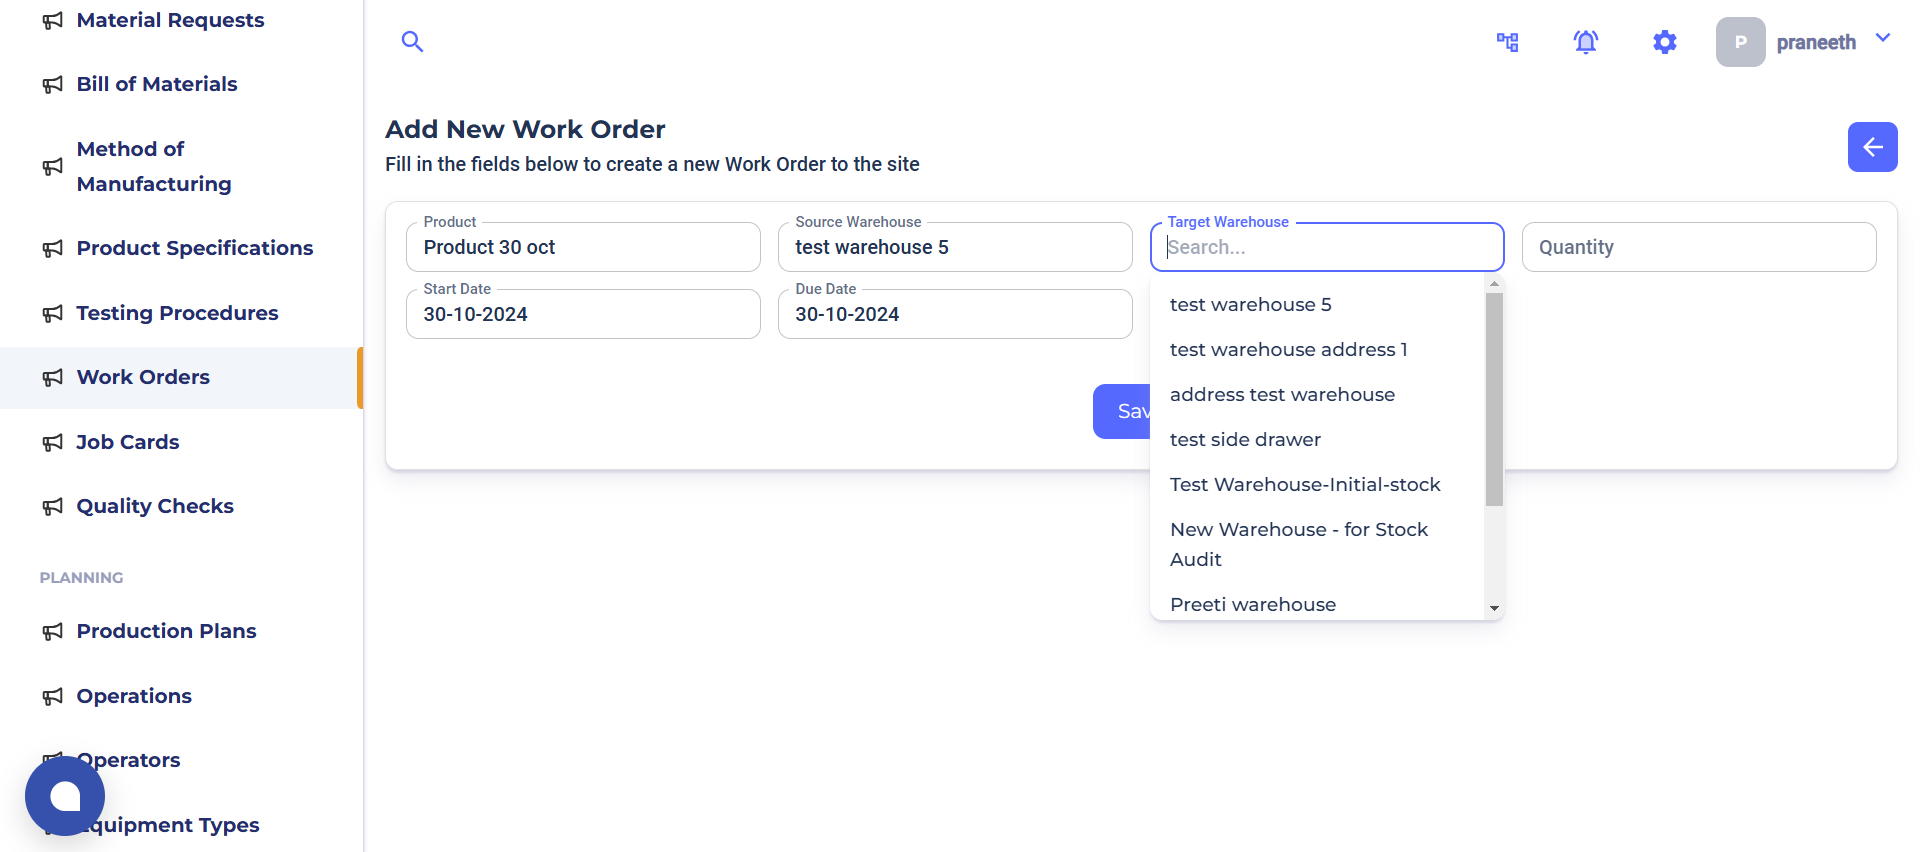 Material Requests
Bill of Materials
Method of
Manufacturing
Product Specifications
Testing Procedures
Work Orders
Job Cards
Quality Checks
PLANNING
Production Plans
Operations
Operators
quipment Types
P
praneeth
Add New Work Order
Fill in the fields below to create a new Work Order to the site
Product
Product 30 oct
Source Warehouse
test warehouse 5
Target Warehouse
Search...
Quantity
Start Date
30-10-2024
Due Date
30-10-2024
test warehouse 5
test warehouse address 1
address test warehouse
test side drawer
Test Warehouse-Initial-stock
New Warehouse - for Stock
Audit
Preeti warehouse
Sav